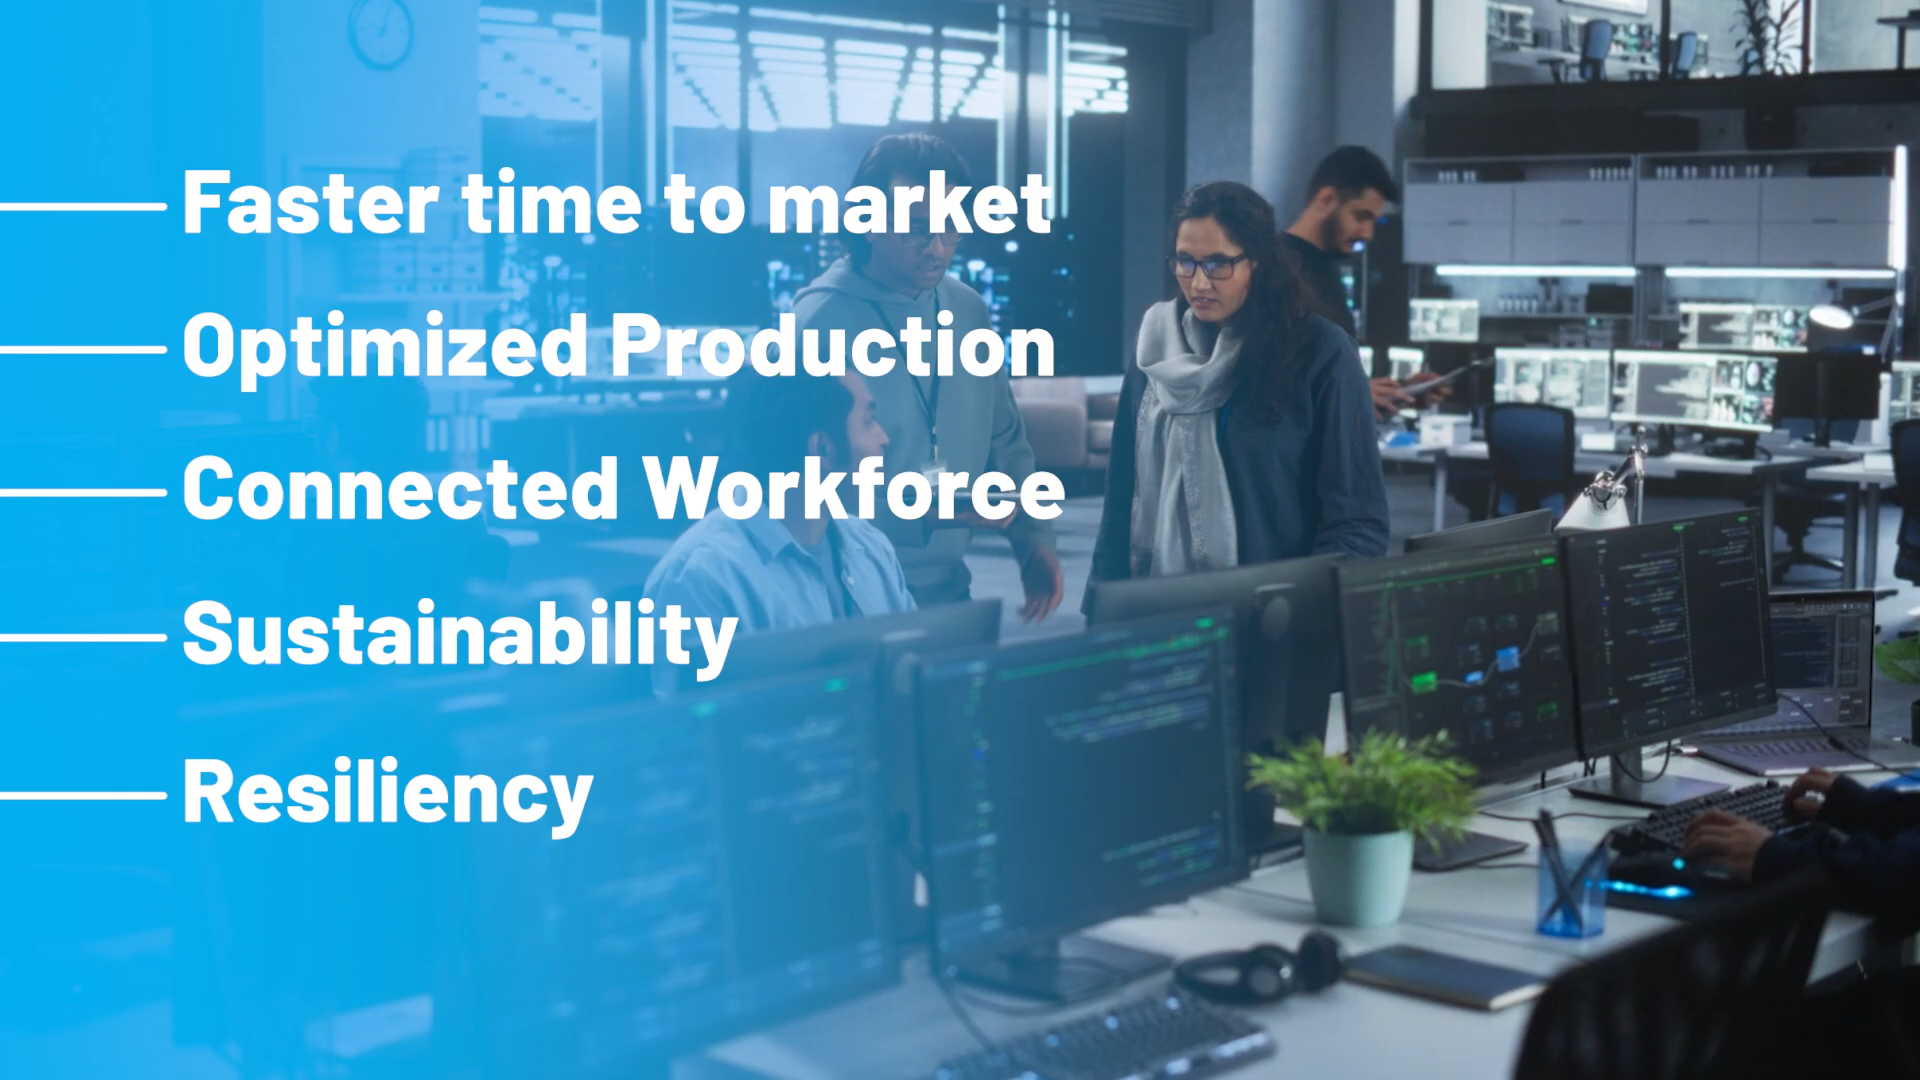 Faster time to market
Optimized Production
Connected Workforce
Sustainability
Resiliency